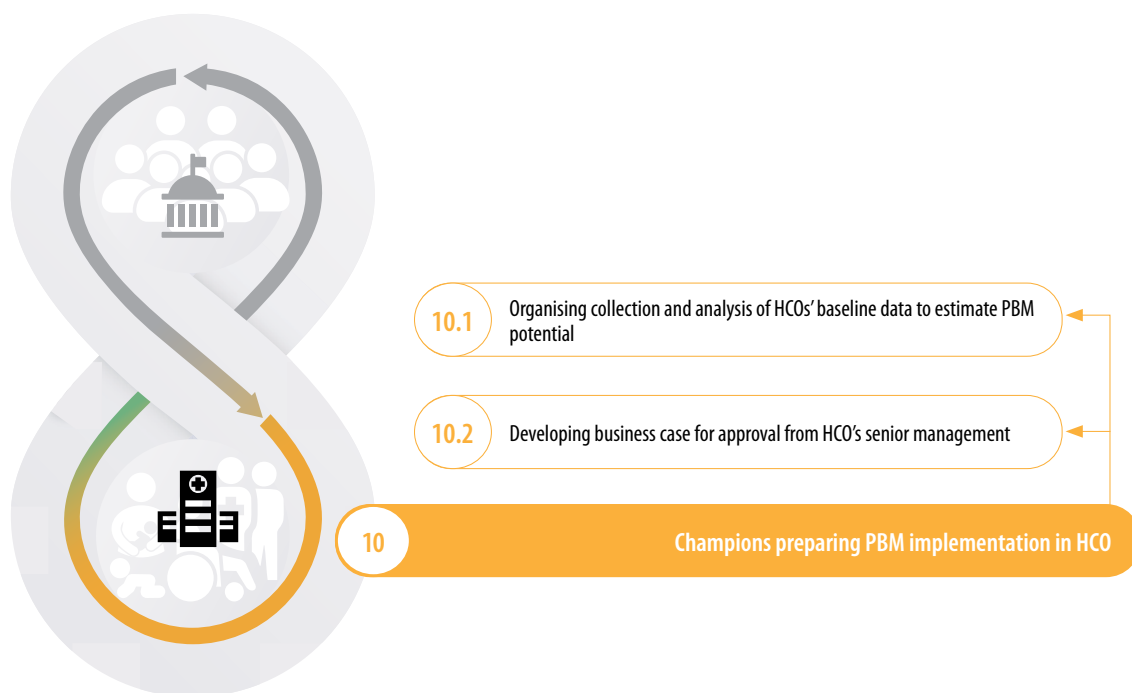 10.1
Organising collection and analysis of HCOs' baseline data to estimate PBM
potential
10.2
Developing business case for approval from HCO's senior management
10
Champions preparing PBM implementation in HCO